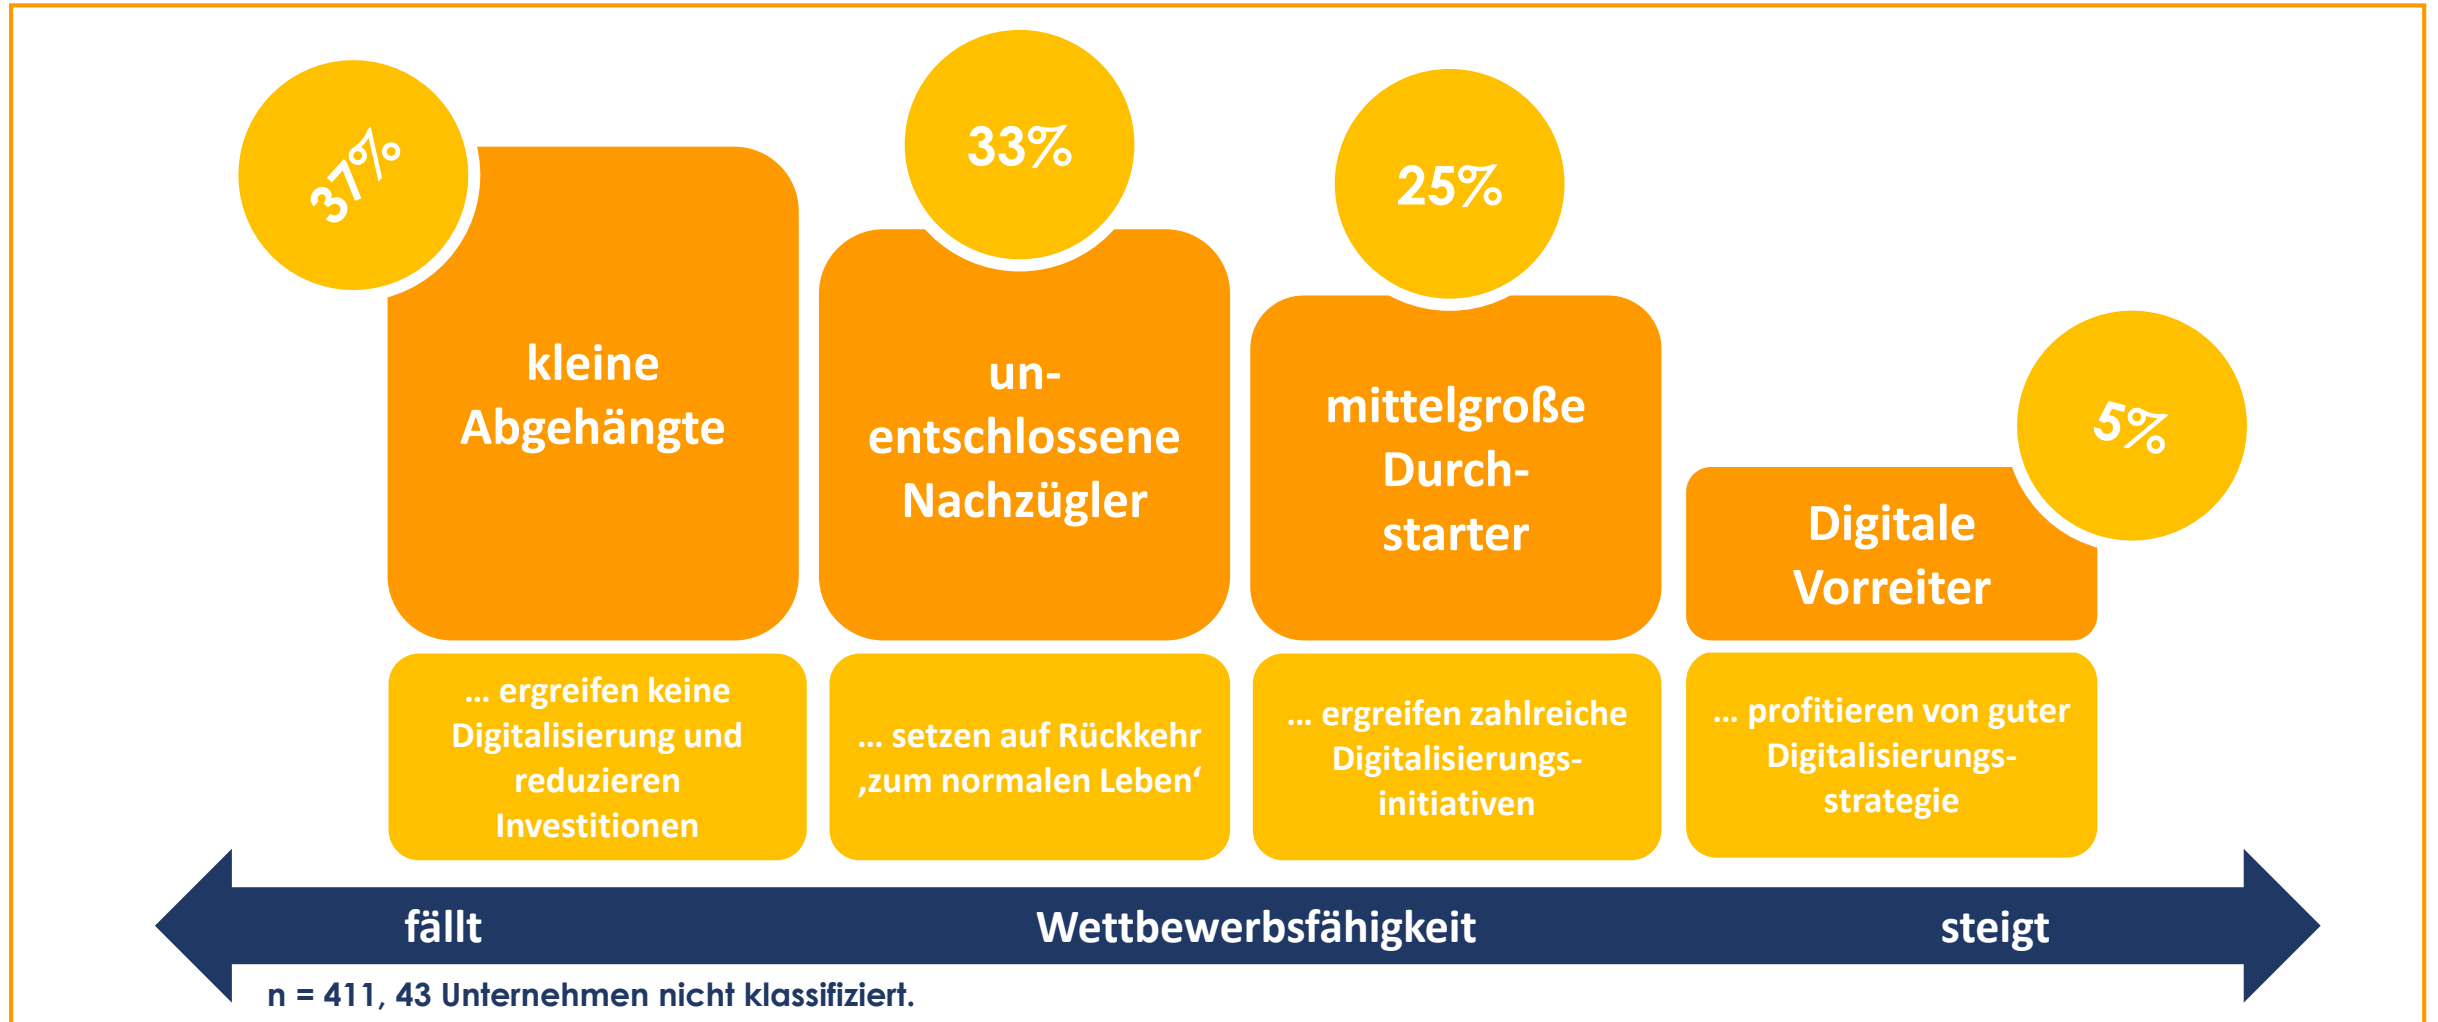 37%
kleine
Abgehängte
33%
un-
entschlossene
Nachzügler
25%
mittelgroße
Durch-
starter
5%
Digitale
Vorreiter
... ergreifen keine
Digitalisierung und
reduzieren
Investitionen
... setzen auf Rückkehr
‚zum normalen Leben‘
... ergreifen zahlreiche
Digitalisierungs-
initiativen
... profitieren von guter
Digitalisierungs-
strategie
fällt Wettbewerbsfähigkeit steigt
n = 411, 43 Unternehmen nicht klassifiziert.